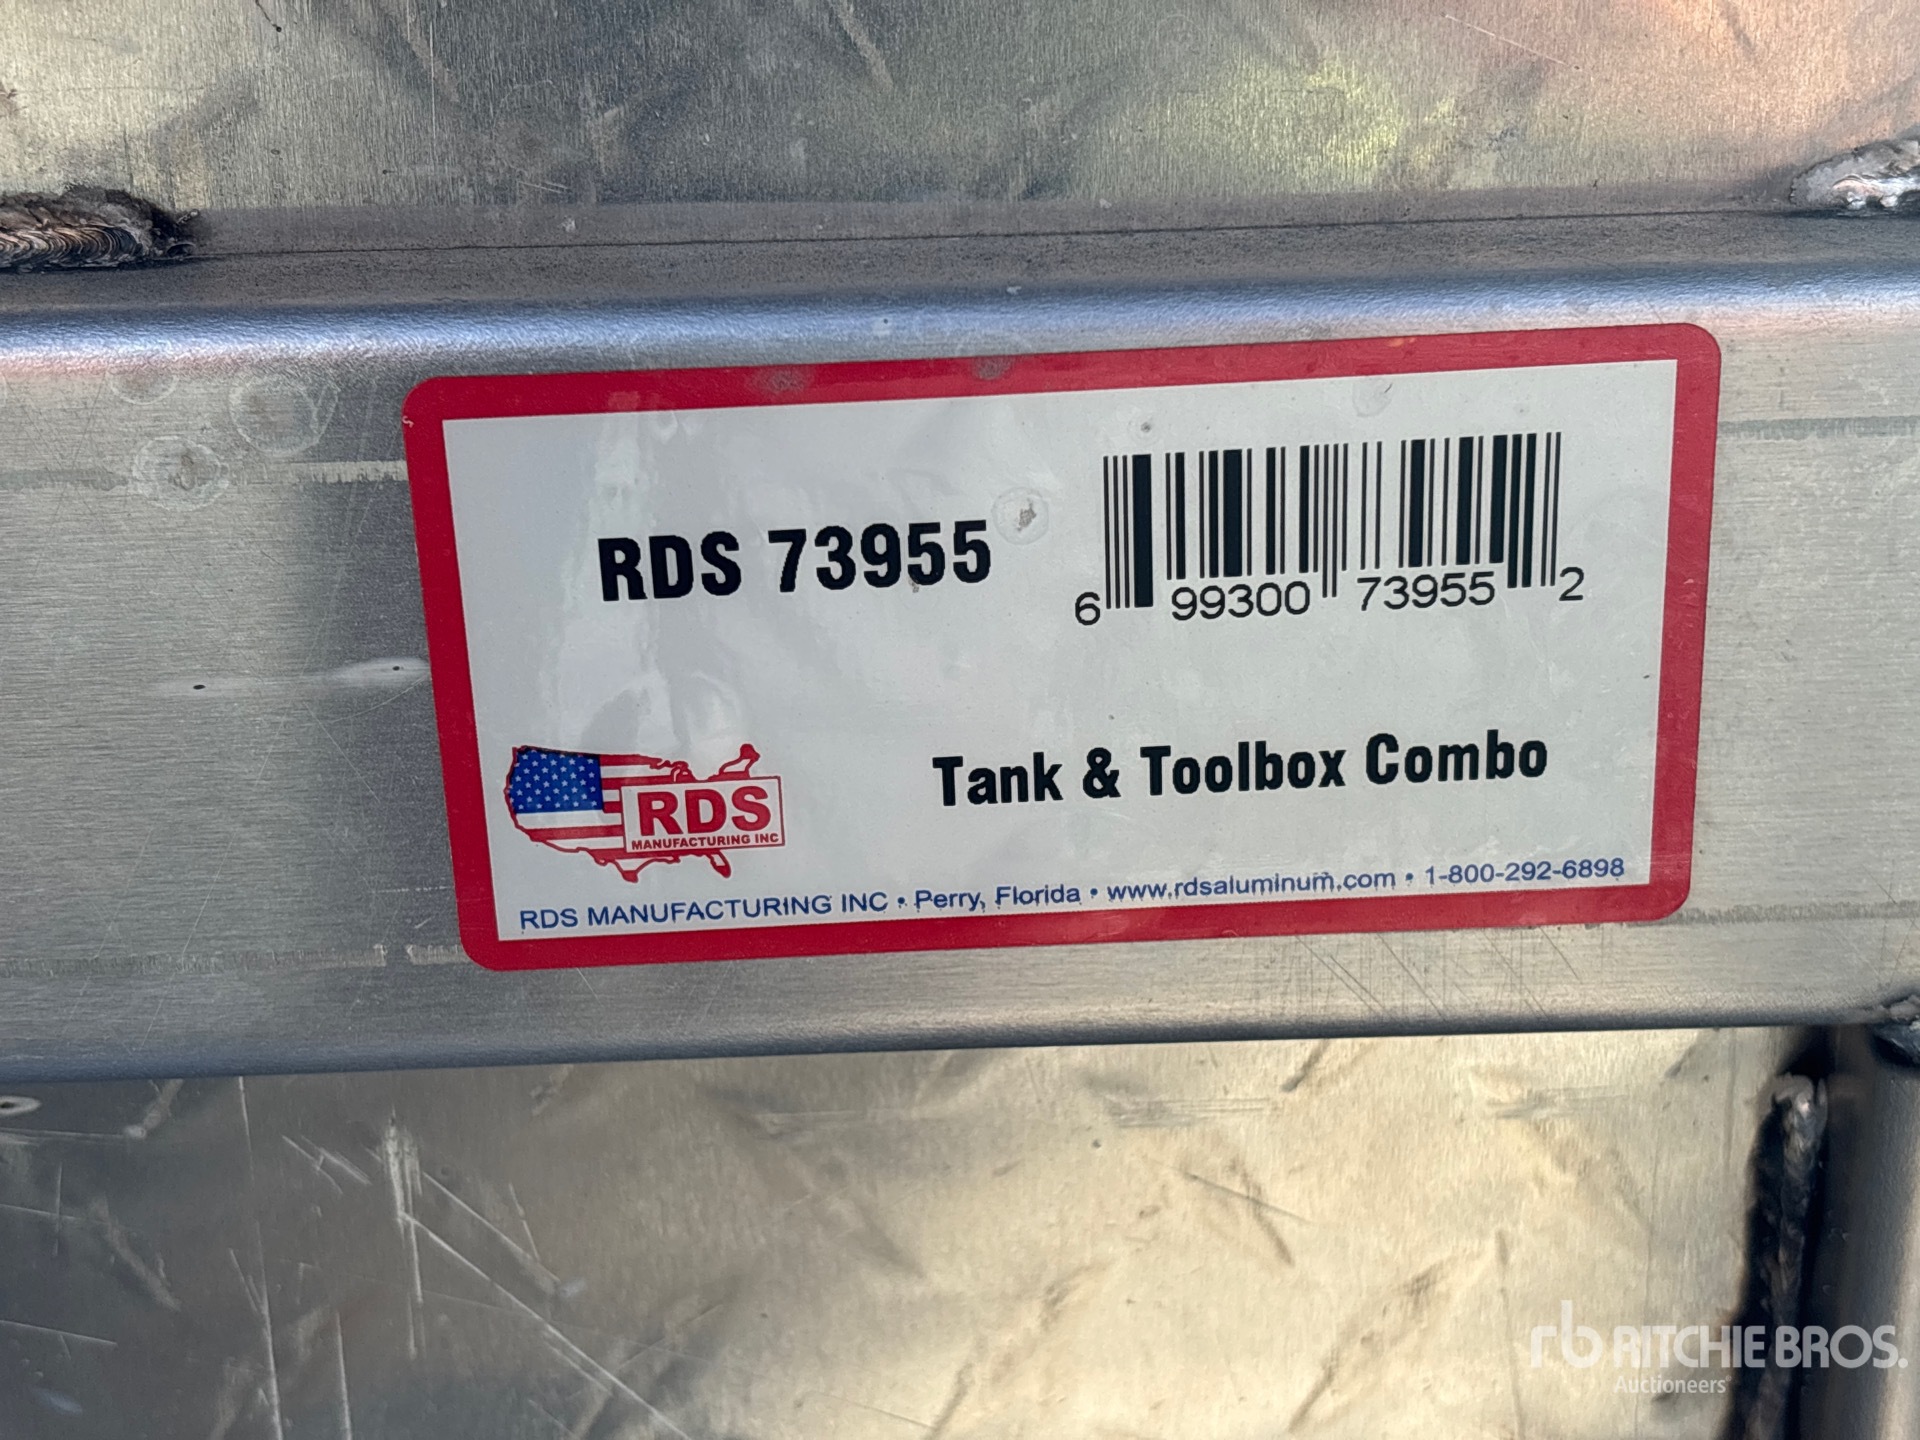 RDS 73955
6 99300 73955 2
Tank & Toolbox Combo
RDS
MANUFACTURING INC
RDS MANUFACTURING INC • Perry, Florida • www.rdsaluminum.com • 1-800-292-6898
rb RITCHIE BROS.
Auctioneers